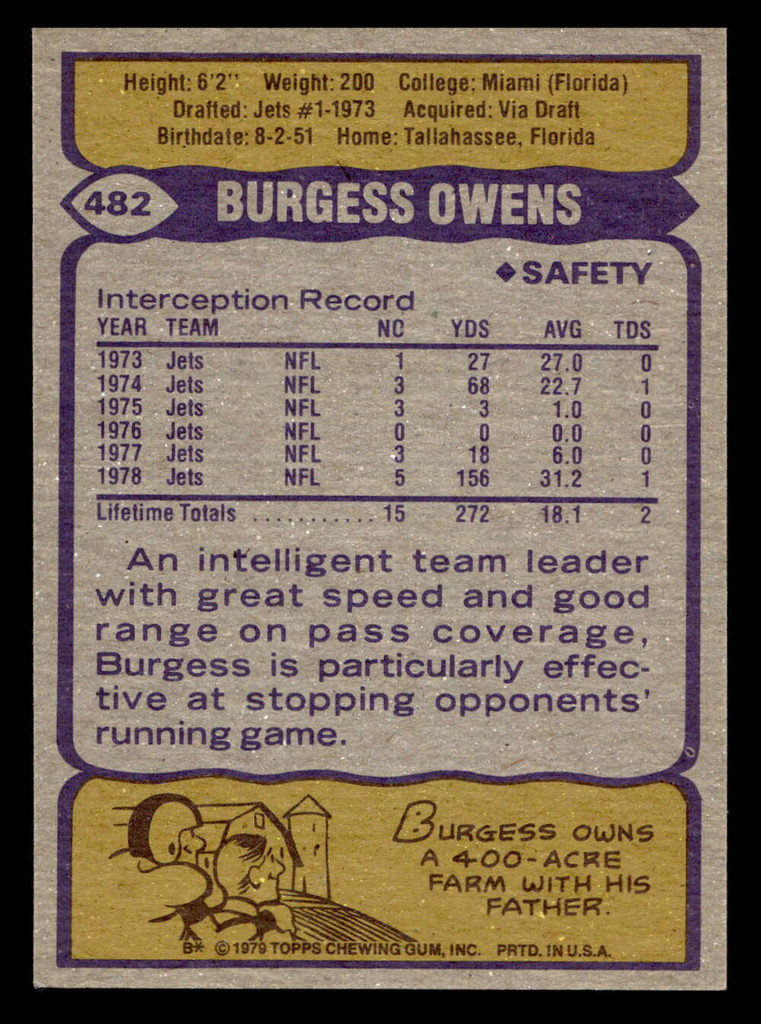 Height: 6'2" Weight: 200 College: Miami (Florida)
Drafted: Jets #1-1973 Acquired: Via Draft
Birthdate: 8-2-51 Home: Tallahassee, Florida
482 BURGESS OWENS
◆SAFETY
Interception Record
YEAR TEAM NO YDS AVG TDS
1973 Jets NFL 1 27 27.0 0
1974 Jets NFL 3 68 22.7 1
1975 Jets NFL 3 3 1.0 0
1976 Jets NFL 0 0 0.0 0
1977 Jets NFL 3 18 6.0 0
1978 Jets NFL 5 156 31.2 1
Lifetime Totals ........... 15 272 18.1 2
An intelligent team leader
with great speed and good
range on pass coverage,
Burgess is particularly effec-
tive at stopping opponents'
running game.
BURGESS OWNS
A 400-ACRE
FARM WITH HIS
FATHER.
B* © 1979 TOPPS CHEWING GUM, INC. PRTD. IN U.S.A.